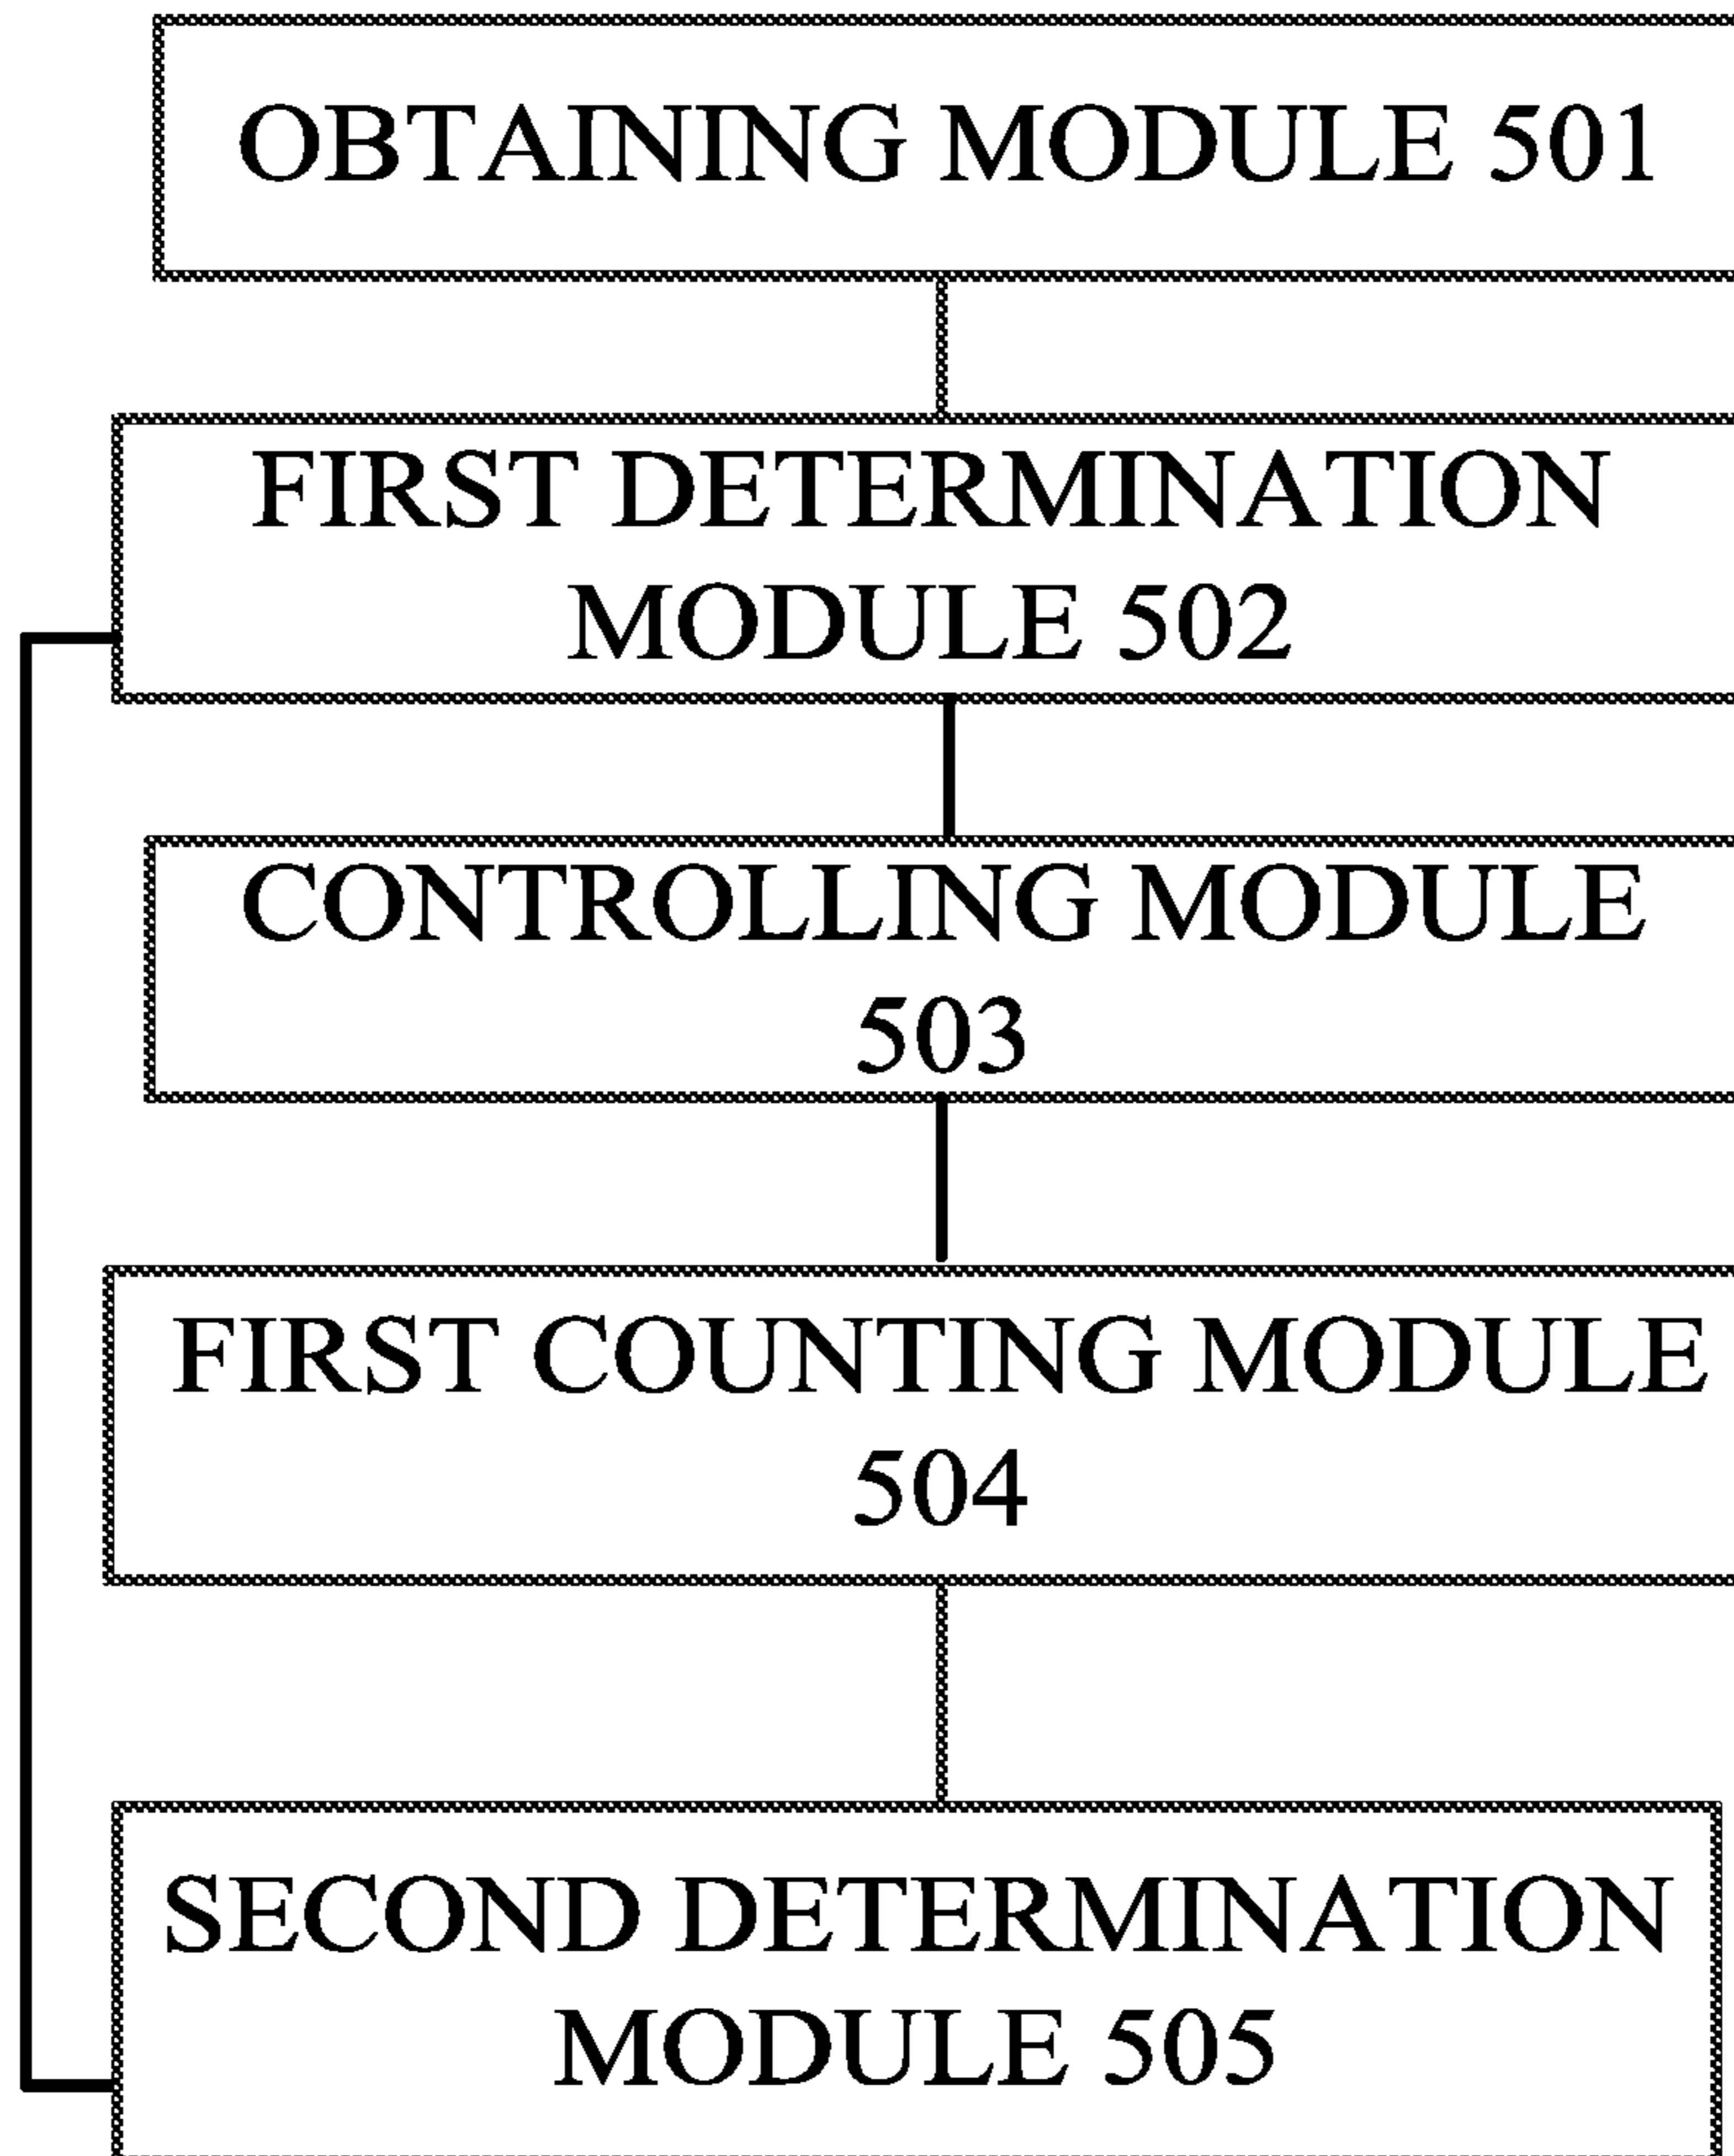 OBTAINING MODULE 501
FIRST DETERMINATION
MODULE 502
CONTROLLING MODULE
503
FIRST COUNTING MODULE
504
SECOND DETERMINATION
MODULE 505